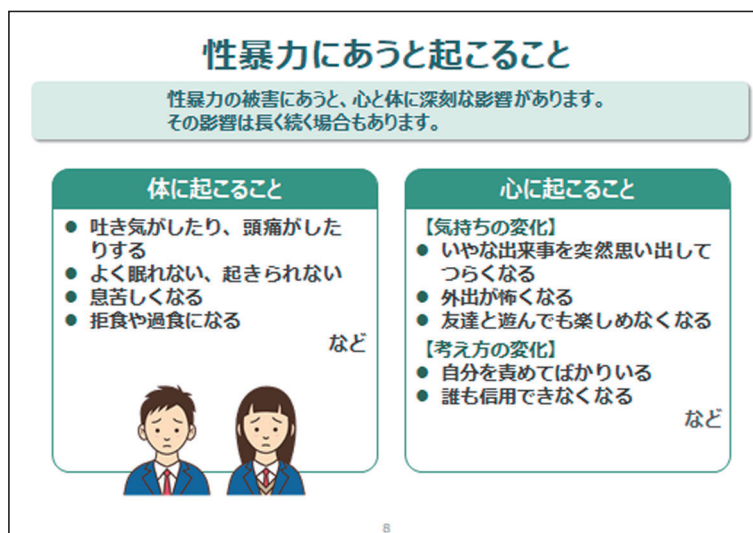 性暴力にあうと起こること
性暴力の被害にあうと、心と体に深刻な影響があります。
その影響は長く続く場合もあります。
体に起こること
● 吐き気がしたり、頭痛がした
りする
● よく眠れない、起きられない
● 息苦しくなる
● 拒食や過食になる
など
心に起こること
【気持ちの変化】
● いやな出来事を突然思い出して
つらくなる
● 外出が怖くなる
● 友達と遊んでも楽しめなくなる
【考え方の変化】
● 自分を責めてばかりいる
● 誰も信用できなくなる
など
8